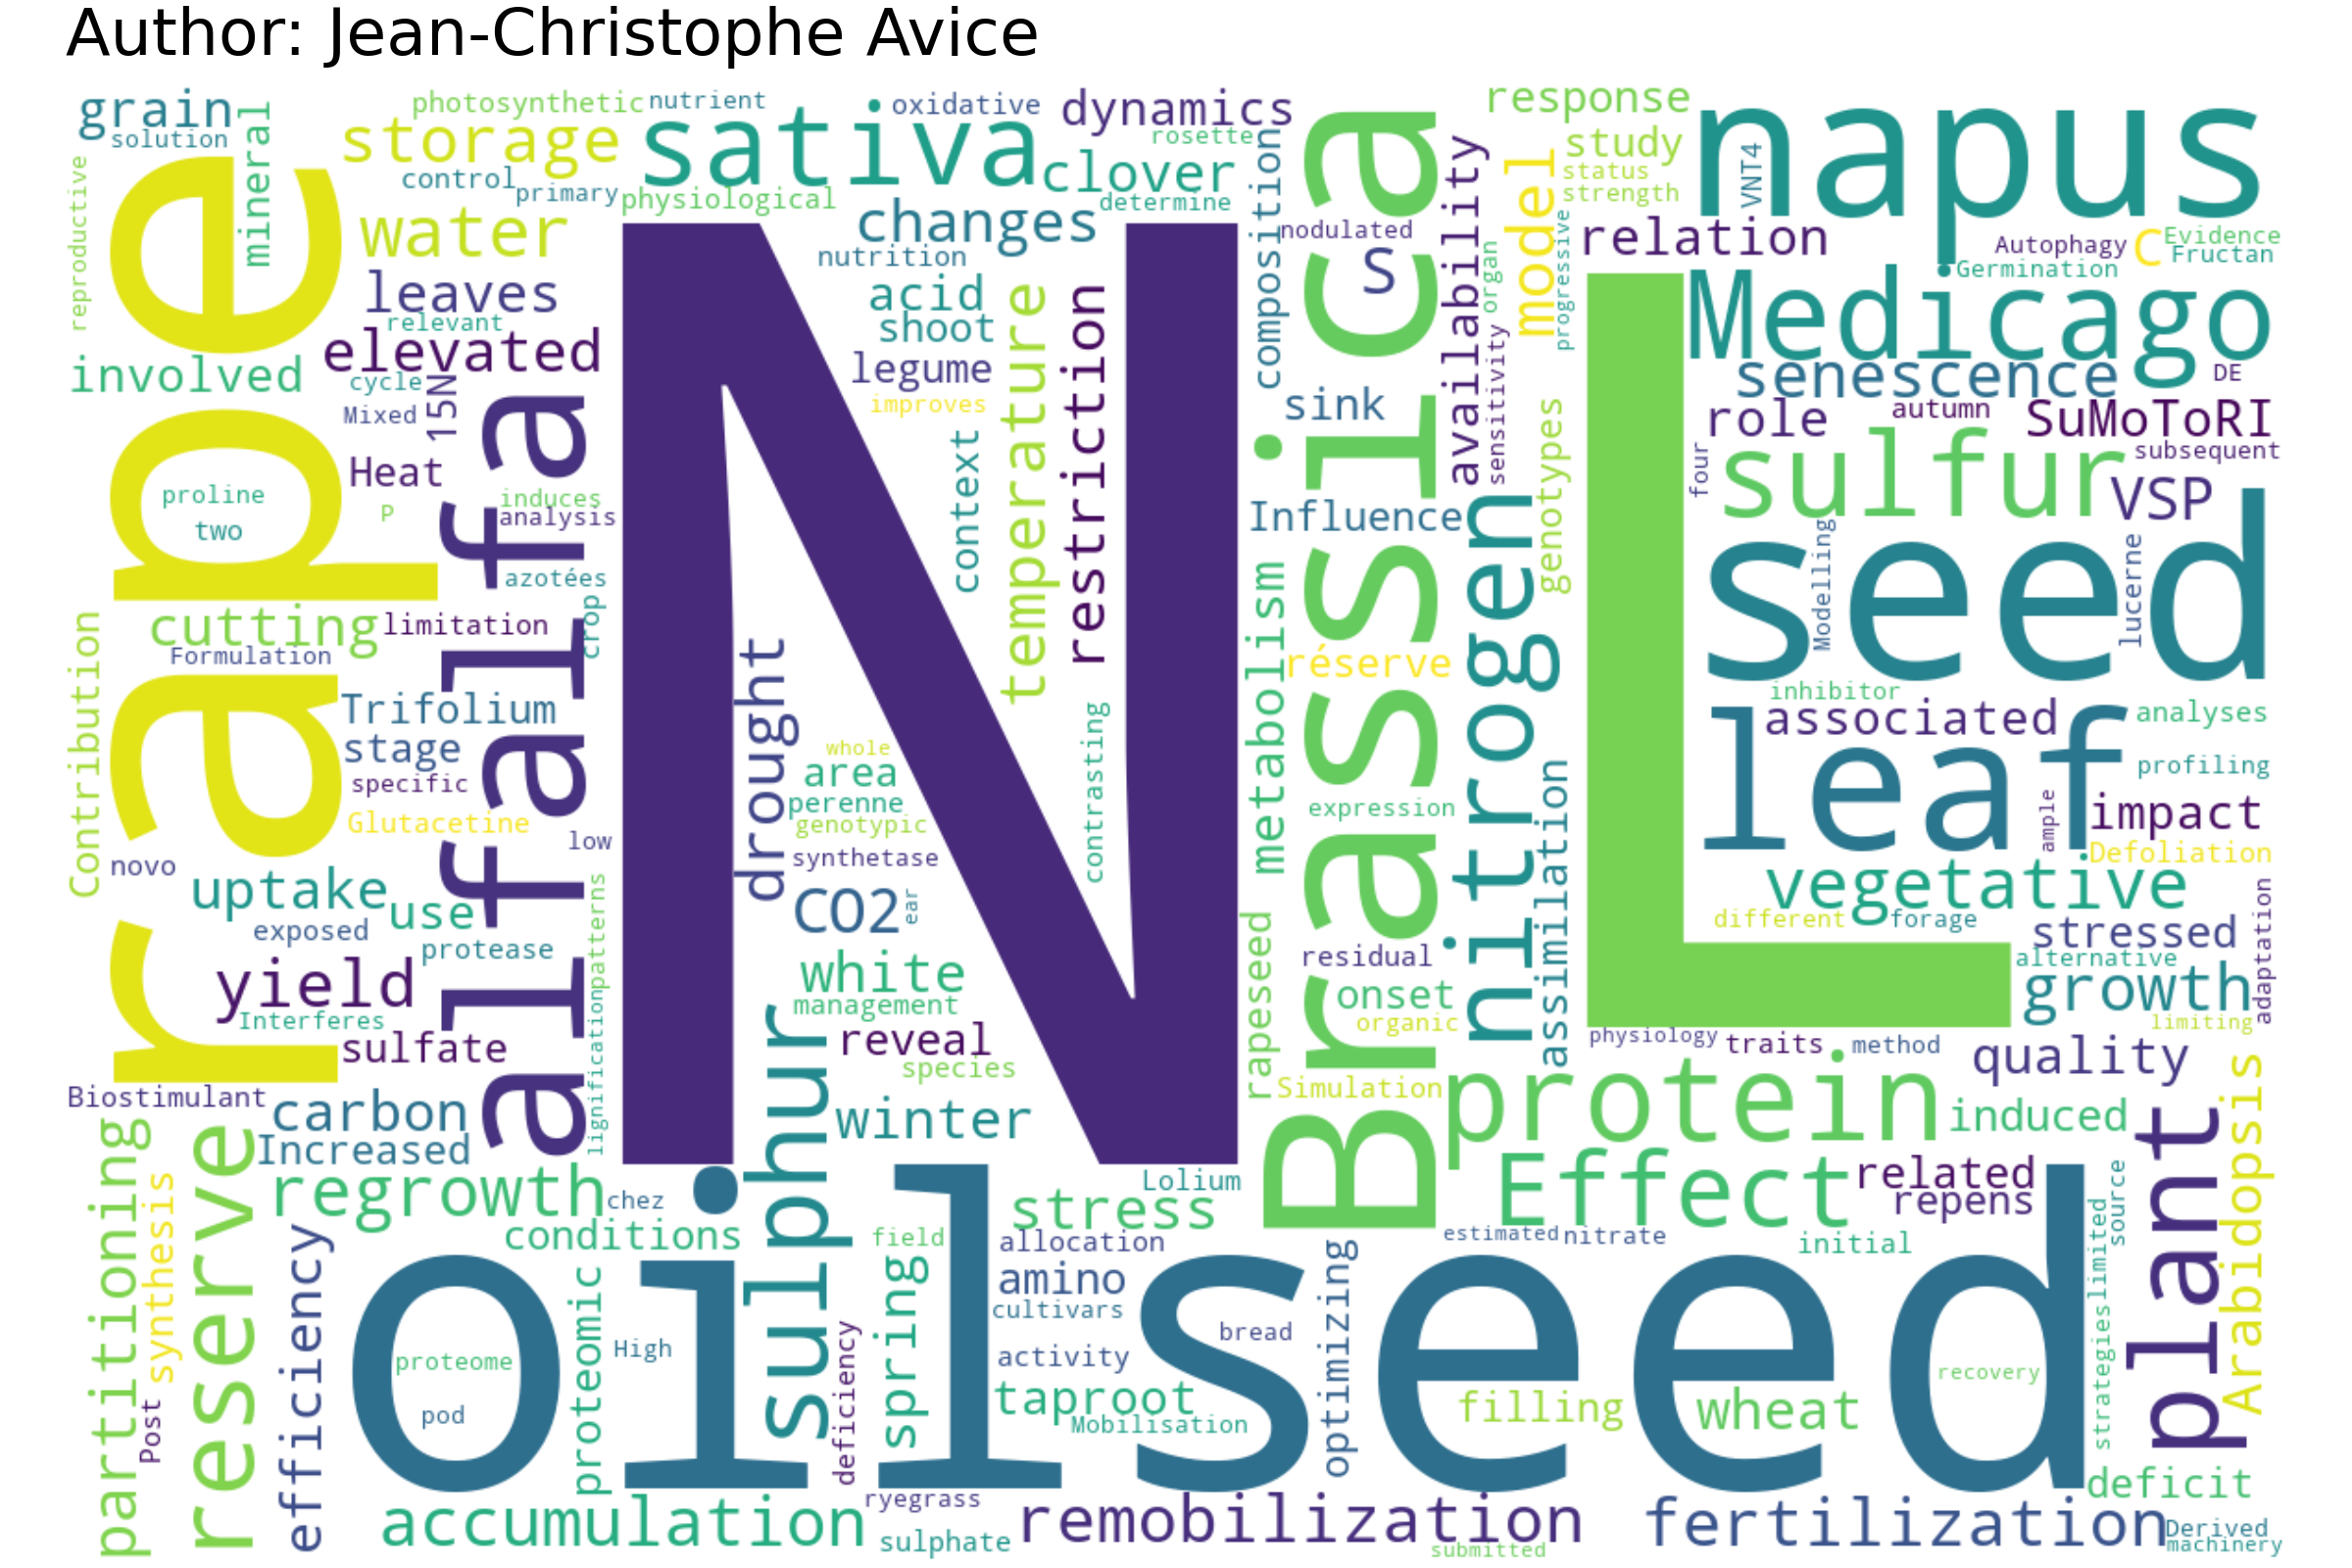 Author: Jean-Christophe Avice
grain
solution
mineral
reproductive
photosynthetic
nutrient
storage
control
primary
sativa
physiological
oxidative
dynamics
rosette
clover
determine
changes
nutrition
composition
nodulated
s
response
study
status
strength
model
progressive
organ
availability
sensitivity
napus
VNT4
relation
Autophagy
C
Evidence
Fructan
Germination
Medicago
senescence
DE
role
autumn
SuMoToRI
subsequent
four
sulfur
VSP
seed
Modelling
lucerne
inhibitor
associated
analyses
leaf
profiling
ample
impact
Defoliation
vegetative
different
forage
stressed
alternative
growth
adaptation
limiting
L
physiology
traits
method
quality
protein
induced
Effect
related
repens
estimated
nitrate
initial
limited
source
strategies
plant
Arabidopsis
deficit
fertilization
Derived
machinery
rape
water
leaves
relevant
elevated
involved
cycle
Mixed
15N
Heat
P
proline
two
induces
analysis
azotées
crop
cutting
limitation
Formulation
Contribution
Trifolium
stage
specific
Glutacetine
low
novo
uptake
use
exposed
protease
patterns
lignification
yield
Interferes
sulfate
Biostimulant
carbon
Increased
alfalfa
N
acid
shoot
legume
improves
context
temperature
restriction
drought
whole
area
perenne
genotypic
synthetase
contrasting
CO2
ear
white
management
reveal
species
winter
sulphur
Brassica
sink
Influence
genotypes
metabolism
réserve
nitrogen
expression
assimilation
rapeseed
residual
onset
organic
Simulation
partitioning
synthesis
Post
reserve
efficiency
regrowth
chez
conditions
oilseed
proteome
pod
proteomic
High
deficiency
field
spring
stress
Lolium
allocation
amino
cultivars
activity
bread
taproot
Mobilisation
optimizing
filling
wheat
recovery
accumulation
ryegrass
sulphate
remobilization
submitted